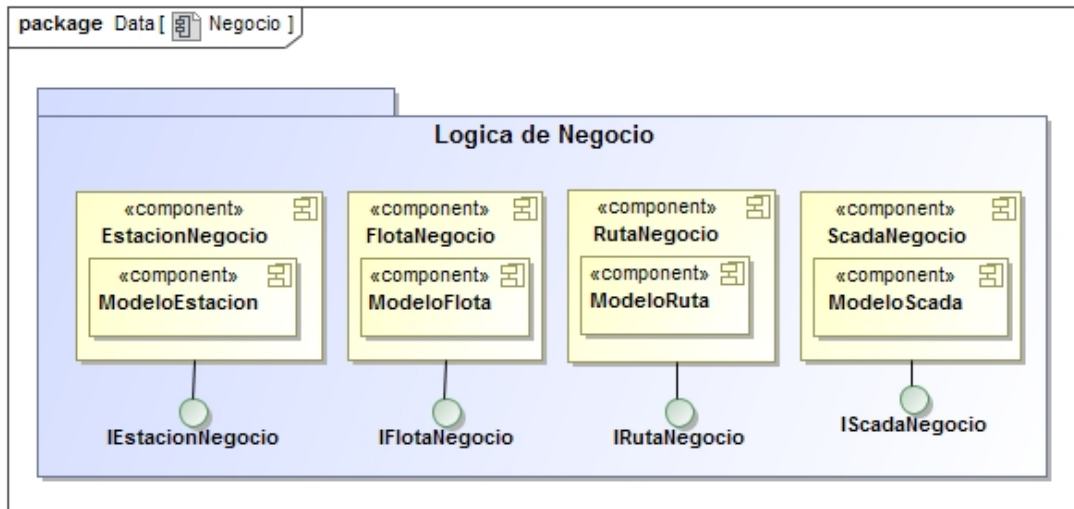 package Data [ Negocio ]
Logica de Negocio
«component»
EstacionNegocio
«component»
ModeloEstacion
IEstacionNegocio
«component»
FlotaNegocio
«component»
ModeloFlota
IFlotaNegocio
«component»
RutaNegocio
«component»
ModeloRuta
IRutaNegocio
«component»
ScadaNegocio
«component»
ModeloScada
IScadaNegocio